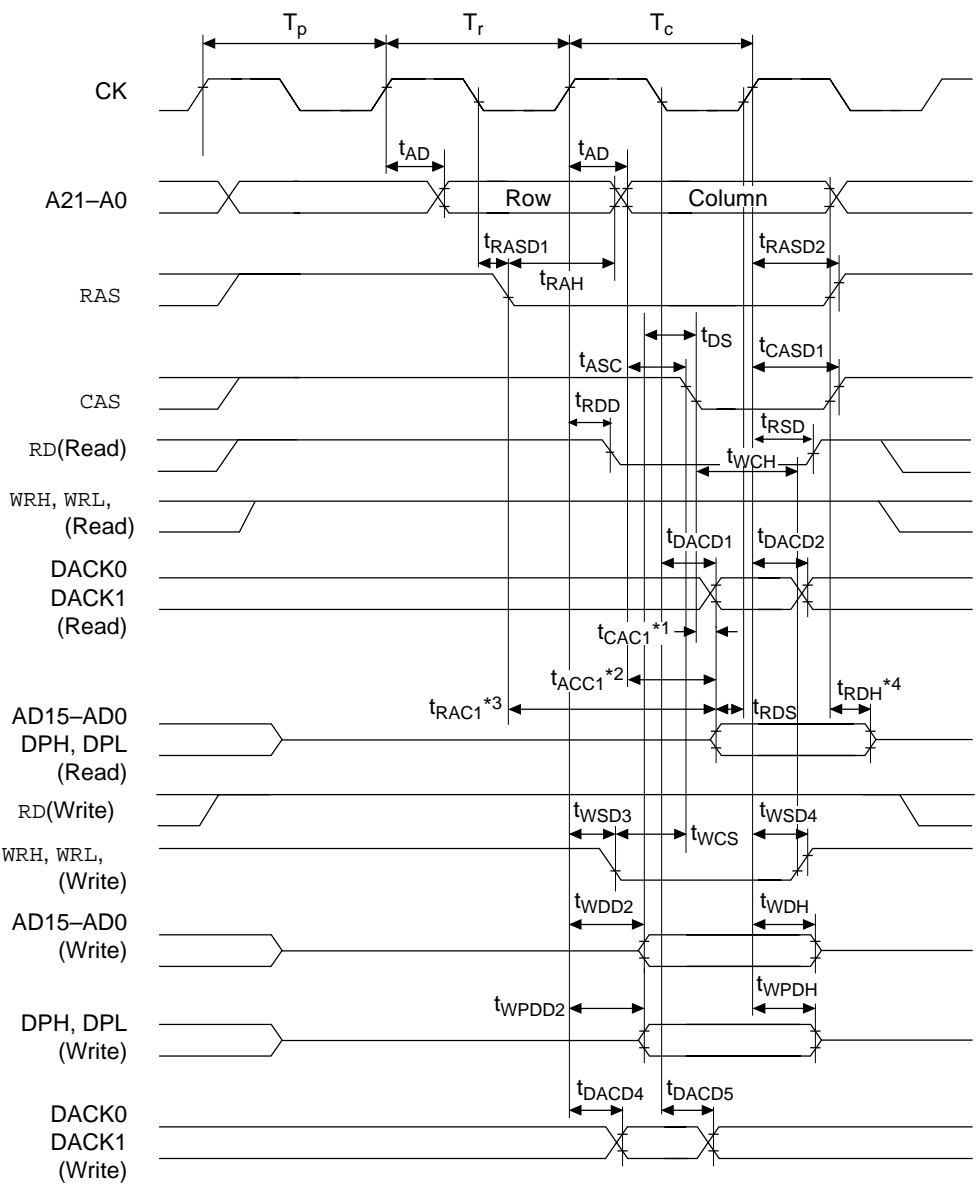 Tp Tr Tc
CK
tAD tAD
A21–A0 Row Column
tRASD1 tRASD2
tRAH
RAS
tDS
tASC tCASD1
CAS
tRDD tRSD
RD(Read)
tWCH
WRH, WRL,
(Read)
tDACD1 tDACD2
DACK0
DACK1
(Read)
tCAC1*1
tACC1*2
tRAC1*3 tRDS tRDH*4
AD15–AD0
DPH, DPL
(Read)
RD(Write)
tWSD3 tWCS tWSD4
WRH, WRL,
(Write)
AD15–AD0
(Write)
tWDD2 tWDH
tWPDD2 tWPDH
DPH, DPL
(Write)
tDACD4 tDACD5
DACK0
DACK1
(Write)